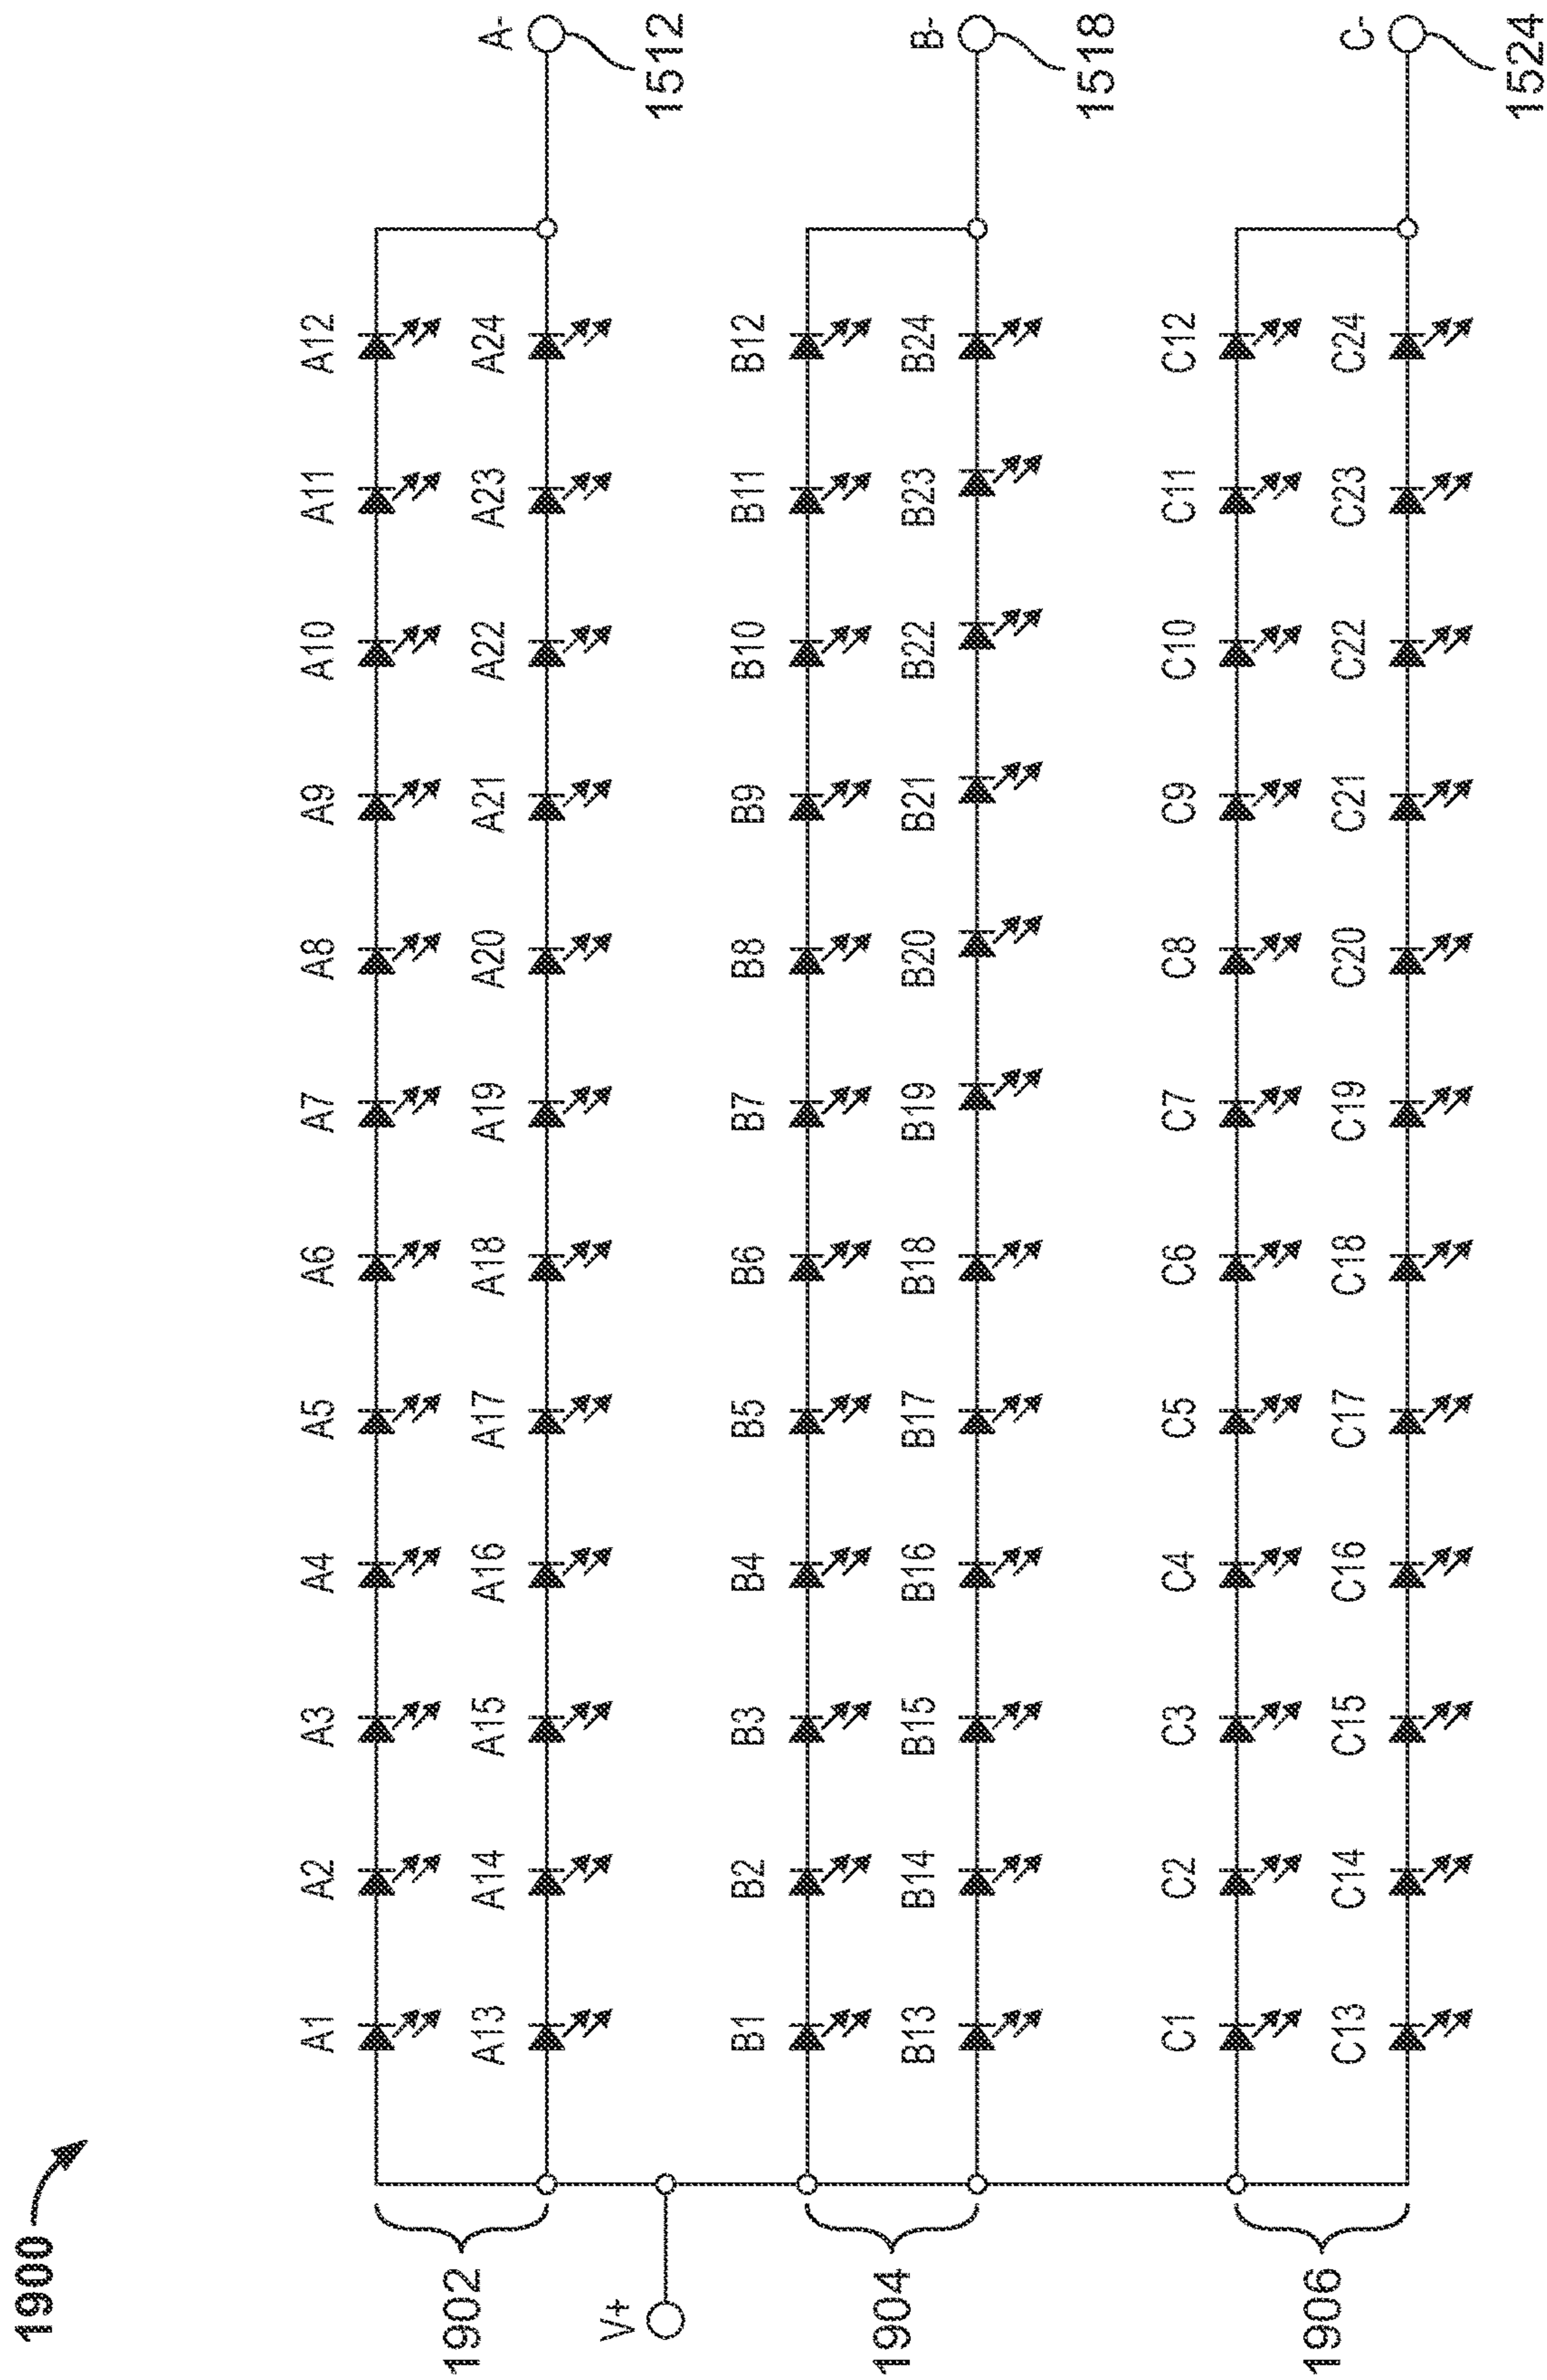 1900
A1 A2 A3 A4 A5 A6 A7 A8 A9 A10 A11 A12
1902
A13 A14 A15 A16 A17 A18 A19 A20 A21 A22 A23 A24
A-
1512
V+
B1 B2 B3 B4 B5 B6 B7 B8 B9 B10 B11 B12
1904
B13 B14 B15 B16 B17 B18 B19 B20 B21 B22 B23 B24
B-
1518
C1 C2 C3 C4 C5 C6 C7 C8 C9 C10 C11 C12
1906
C13 C14 C15 C16 C17 C18 C19 C20 C21 C22 C23 C24
C-
1524